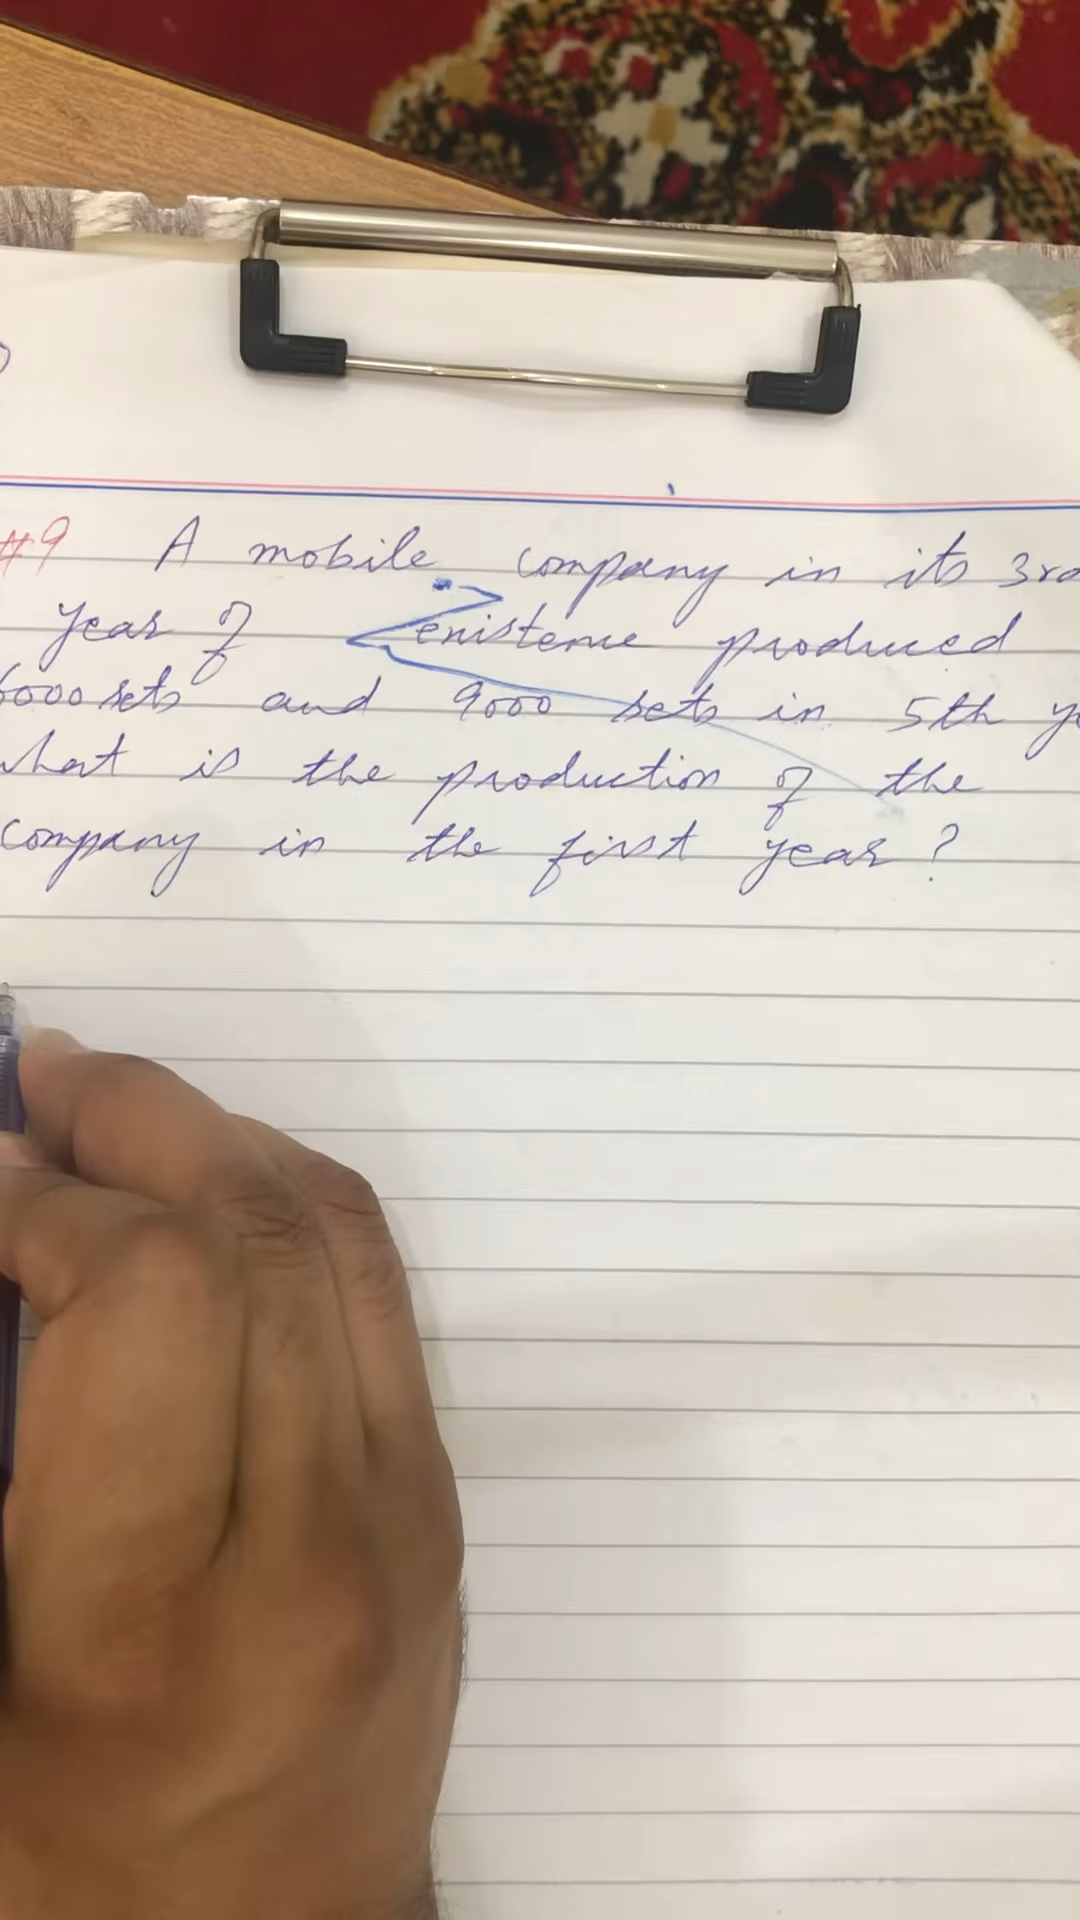 #9 A mobile company in its 3rd
year of enistence produced
6000 sets and 9000 sets in 5th
what is the production of the
company in the first year?